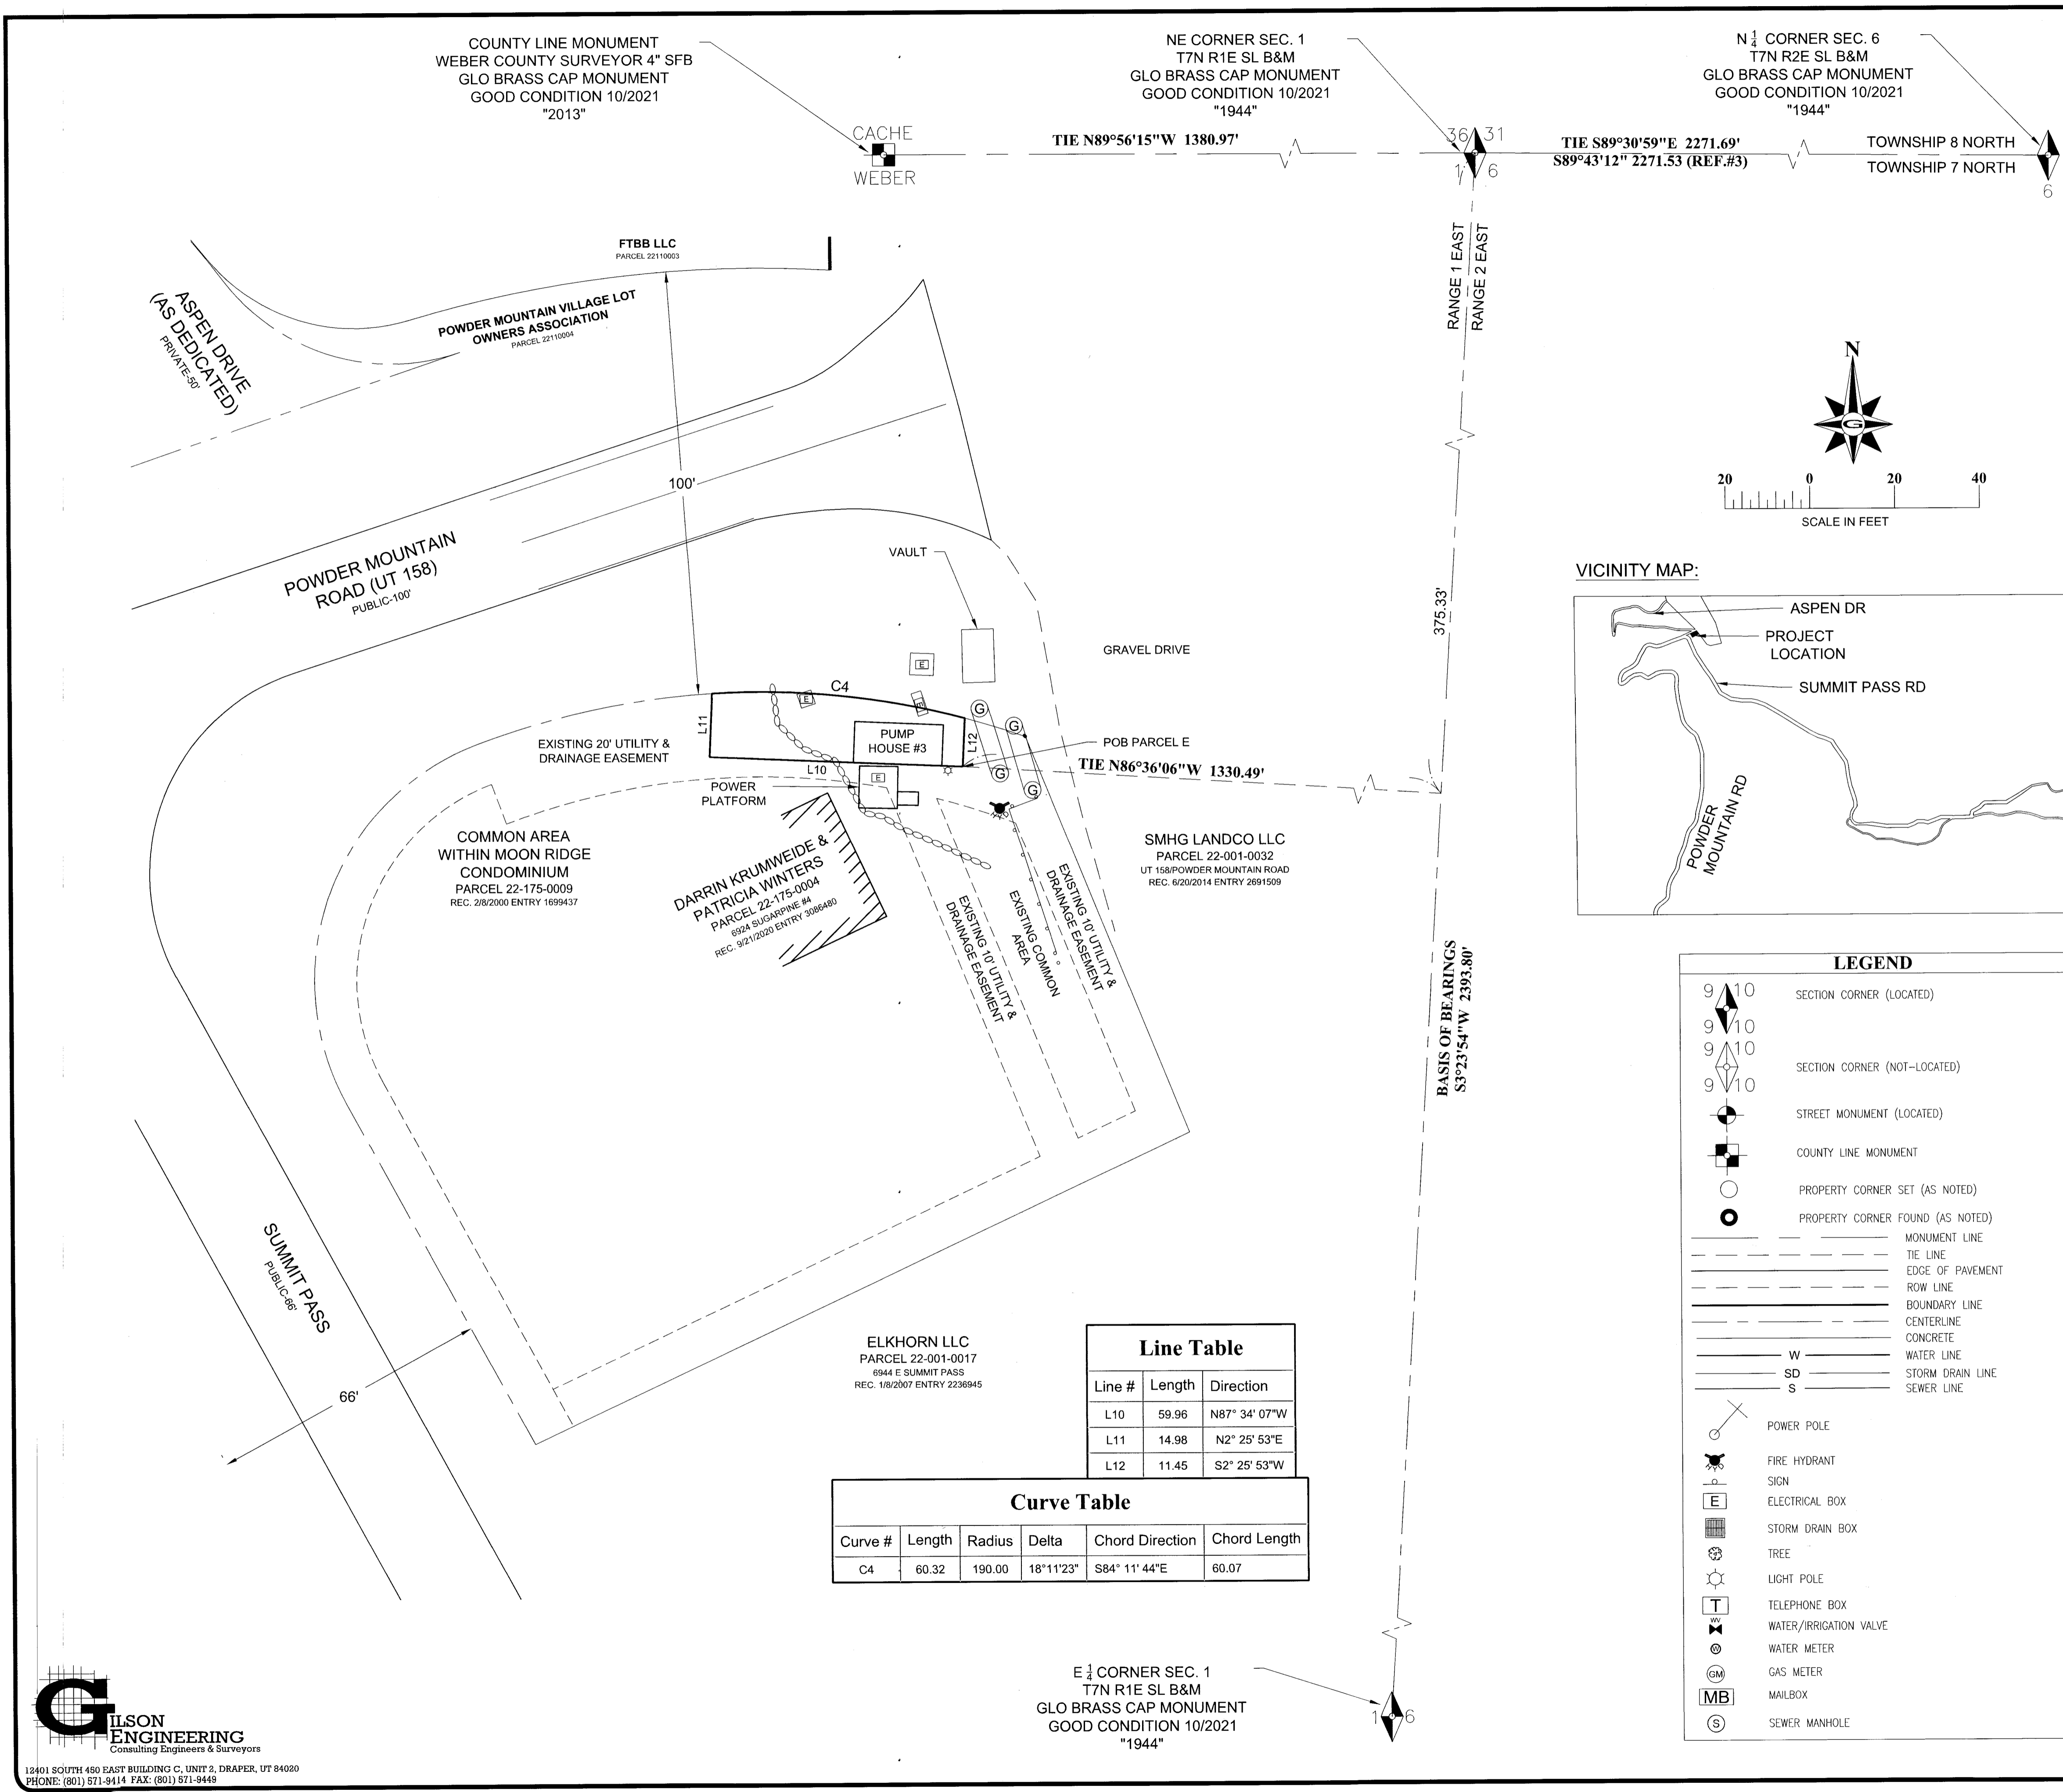 COUNTY LINE MONUMENT
WEBER COUNTY SURVEYOR 4" SFB
GLO BRASS CAP MONUMENT
GOOD CONDITION 10/2021
"2013"
NE CORNER SEC. 1
T7N R1E SL B&M
GLO BRASS CAP MONUMENT
GOOD CONDITION 10/2021
"1944"
N 1/4 CORNER SEC. 6
T7N R2E SL B&M
GLO BRASS CAP MONUMENT
GOOD CONDITION 10/2021
"1944"
CACHE
WEBER
TIE N89°56'15"W 1380.97'
36 31
1 6
TIE S89°30'59"E 2271.69'
S89°43'12" 2271.53 (REF.#3)
TOWNSHIP 8 NORTH
TOWNSHIP 7 NORTH
6
RANGE 1 EAST
RANGE 2 EAST
FTBB LLC
PARCEL 22110003
ASPEN DRIVE
(AS DEDICATED)
PRIVATE-50'
POWDER MOUNTAIN VILLAGE LOT
OWNERS ASSOCIATION
PARCEL 22110004
N
G
20 0 20 40
SCALE IN FEET
100'
POWDER MOUNTAIN
ROAD (UT 158)
PUBLIC-100'
VAULT
375.33'
GRAVEL DRIVE
VICINITY MAP:
ASPEN DR
PROJECT
LOCATION
SUMMIT PASS RD
POWDER
MOUNTAIN RD
E
C4
E
E
L11
PUMP
HOUSE #3
L12
G
G
G
G
POB PARCEL E
TIE N86°36'06"W 1330.49'
EXISTING 20' UTILITY &
DRAINAGE EASEMENT
L10
E
POWER
PLATFORM
COMMON AREA
WITHIN MOON RIDGE
CONDOMINIUM
PARCEL 22-175-0009
REC. 2/8/2000 ENTRY 1699437
DARRIN KRUMWEIDE &
PATRICIA WINTERS
PARCEL 22-175-0004
6924 SUGARPINE #4
REC. 9/21/2020 ENTRY 3086480
SMHG LANDCO LLC
PARCEL 22-001-0032
UT 158/POWDER MOUNTAIN ROAD
REC. 6/20/2014 ENTRY 2691509
EXISTING 10' UTILITY &
DRAINAGE EASEMENT
EXISTING COMMON
AREA
EXISTING 10' UTILITY &
DRAINAGE EASEMENT
BASIS OF BEARINGS
S3°23'54"W 2393.80'
SUMMIT PASS
PUBLIC-66'
66'
ELKHORN LLC
PARCEL 22-001-0017
6944 E SUMMIT PASS
REC. 1/8/2007 ENTRY 2236945
Line Table
Line # Length Direction
L10 59.96 N87° 34' 07"W
L11 14.98 N2° 25' 53"E
L12 11.45 S2° 25' 53"W
Curve Table
Curve # Length Radius Delta Chord Direction Chord Length
C4 60.32 190.00 18°11'23" S84° 11' 44"E 60.07
E 1/4 CORNER SEC. 1
T7N R1E SL B&M
GLO BRASS CAP MONUMENT
GOOD CONDITION 10/2021
"1944"
1 6
LEGEND
9 10
SECTION CORNER (LOCATED)
9 10
9 10
SECTION CORNER (NOT-LOCATED)
9 10
STREET MONUMENT (LOCATED)
COUNTY LINE MONUMENT
PROPERTY CORNER SET (AS NOTED)
PROPERTY CORNER FOUND (AS NOTED)
MONUMENT LINE
TIE LINE
EDGE OF PAVEMENT
ROW LINE
BOUNDARY LINE
CENTERLINE
CONCRETE
W WATER LINE
SD STORM DRAIN LINE
S SEWER LINE
POWER POLE
FIRE HYDRANT
SIGN
E ELECTRICAL BOX
STORM DRAIN BOX
TREE
LIGHT POLE
T TELEPHONE BOX
WV WATER/IRRIGATION VALVE
W WATER METER
GM GAS METER
MB MAILBOX
S SEWER MANHOLE
GILSON
ENGINEERING
Consulting Engineers & Surveyors
12401 SOUTH 450 EAST BUILDING C, UNIT 2, DRAPER, UT 84020
PHONE: (801) 571-9414 FAX: (801) 571-9449